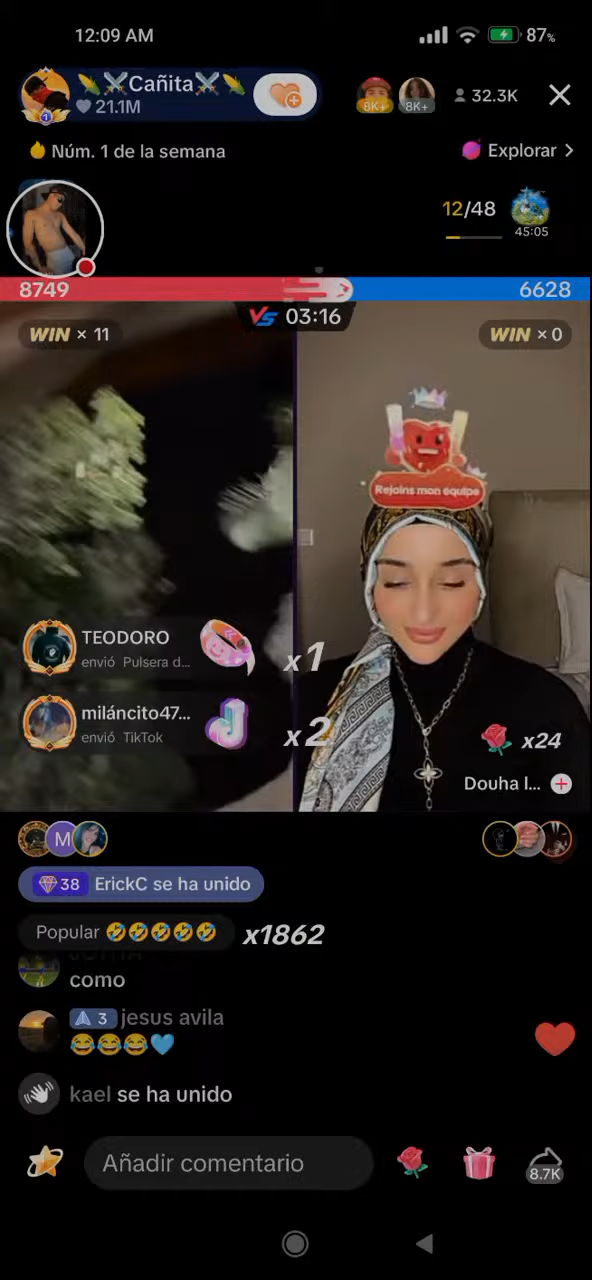 12:09 AM
87%
🌽⚔️Cañita⚔️🌽
21.1M
8K+
8K+
32.3K
Núm. 1 de la semana
Explorar
12/48
45:05
8749
6628
VS 03:16
WIN × 11
WIN × 0
Rejoins mon équipe
TEODORO
envió Pulsera d...
x1
miláncito47...
envió TikTok
x2
x24
Douha l...
M
38 ErickC se ha unido
Popular 🤣🤣🤣🤣🤣 x1862
como
3 jesus avila
😂😂😂🩵
kael se ha unido
Añadir comentario
8.7K